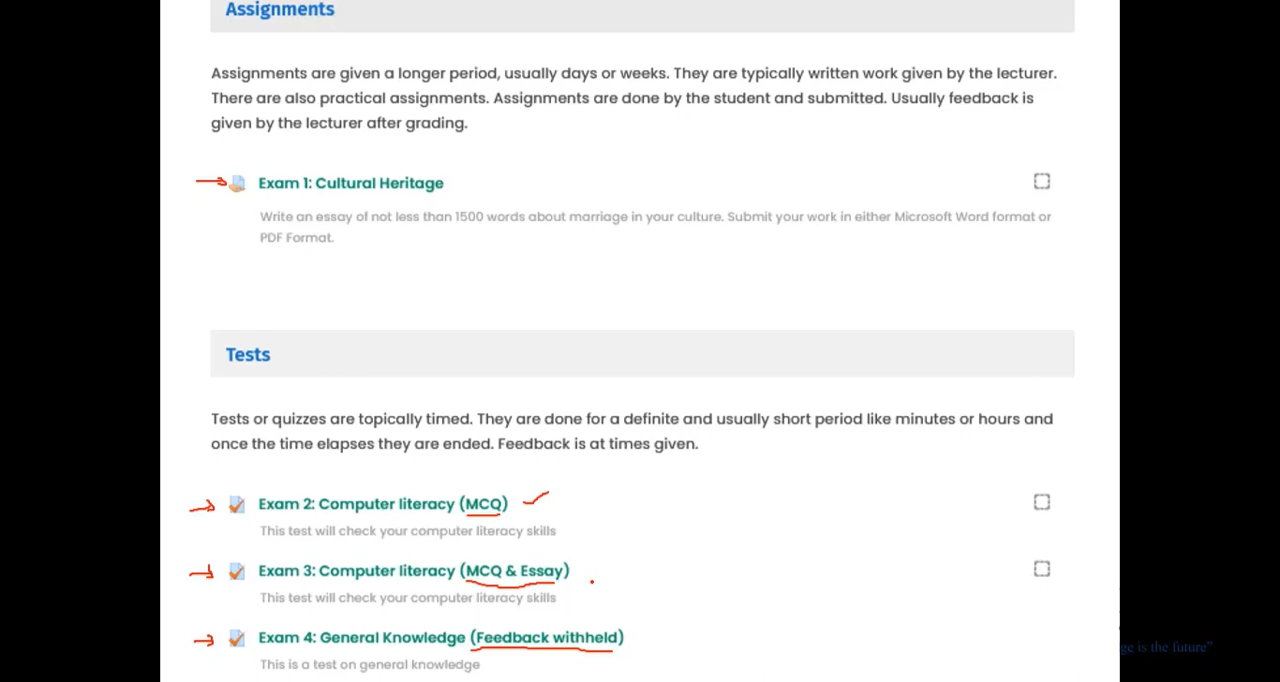 Assignments
Assignments are given a longer period, usually days or weeks. They are typically written work given by the lecturer.
There are also practical assignments. Assignments are done by the student and submitted. Usually feedback is
given by the lecturer after grading.
Exam 1: Cultural Heritage
Write an essay of not less than 1500 words about marriage in your culture. Submit your work in either Microsoft Word format or
PDF Format.
Tests
Tests or quizzes are topically timed. They are done for a definite and usually short period like minutes or hours and
once the time elapses they are ended. Feedback is at times given.
Exam 2: Computer literacy (MCQ)
This test will check your computer literacy skills
Exam 3: Computer literacy (MCQ & Essay)
This test will check your computer literacy skills
Exam 4: General Knowledge (Feedback withheld)
ge is the future"
This is a test on general knowledge